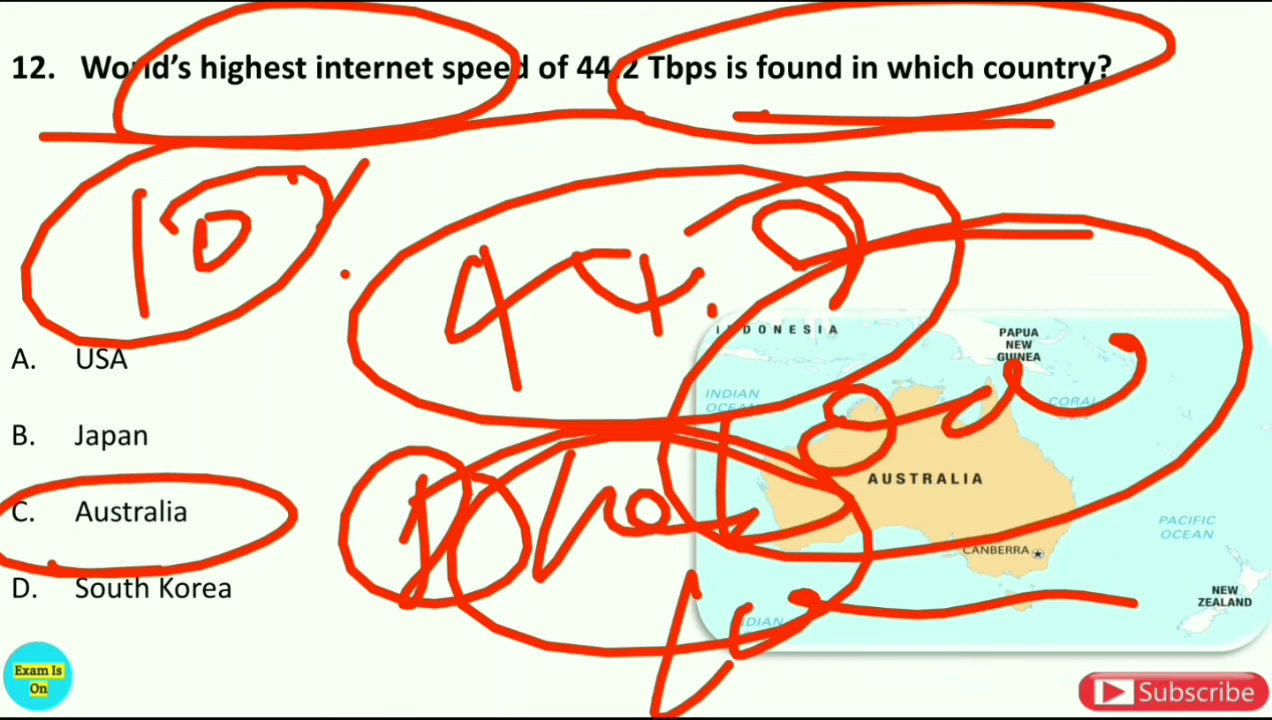 12. World's highest internet speed of 44.2 Tbps is found in which country?
10
44.2
INDONESIA
PAPUA
NEW
GUINEA
A. USA
INDIAN
OCEAN
CORAL
SEA
B. Japan
AUSTRALIA
C. Australia
PACIFIC
OCEAN
CANBERRA
D. South Korea
NEW
ZEALAND
INDIAN
Exam Is
On
Subscribe